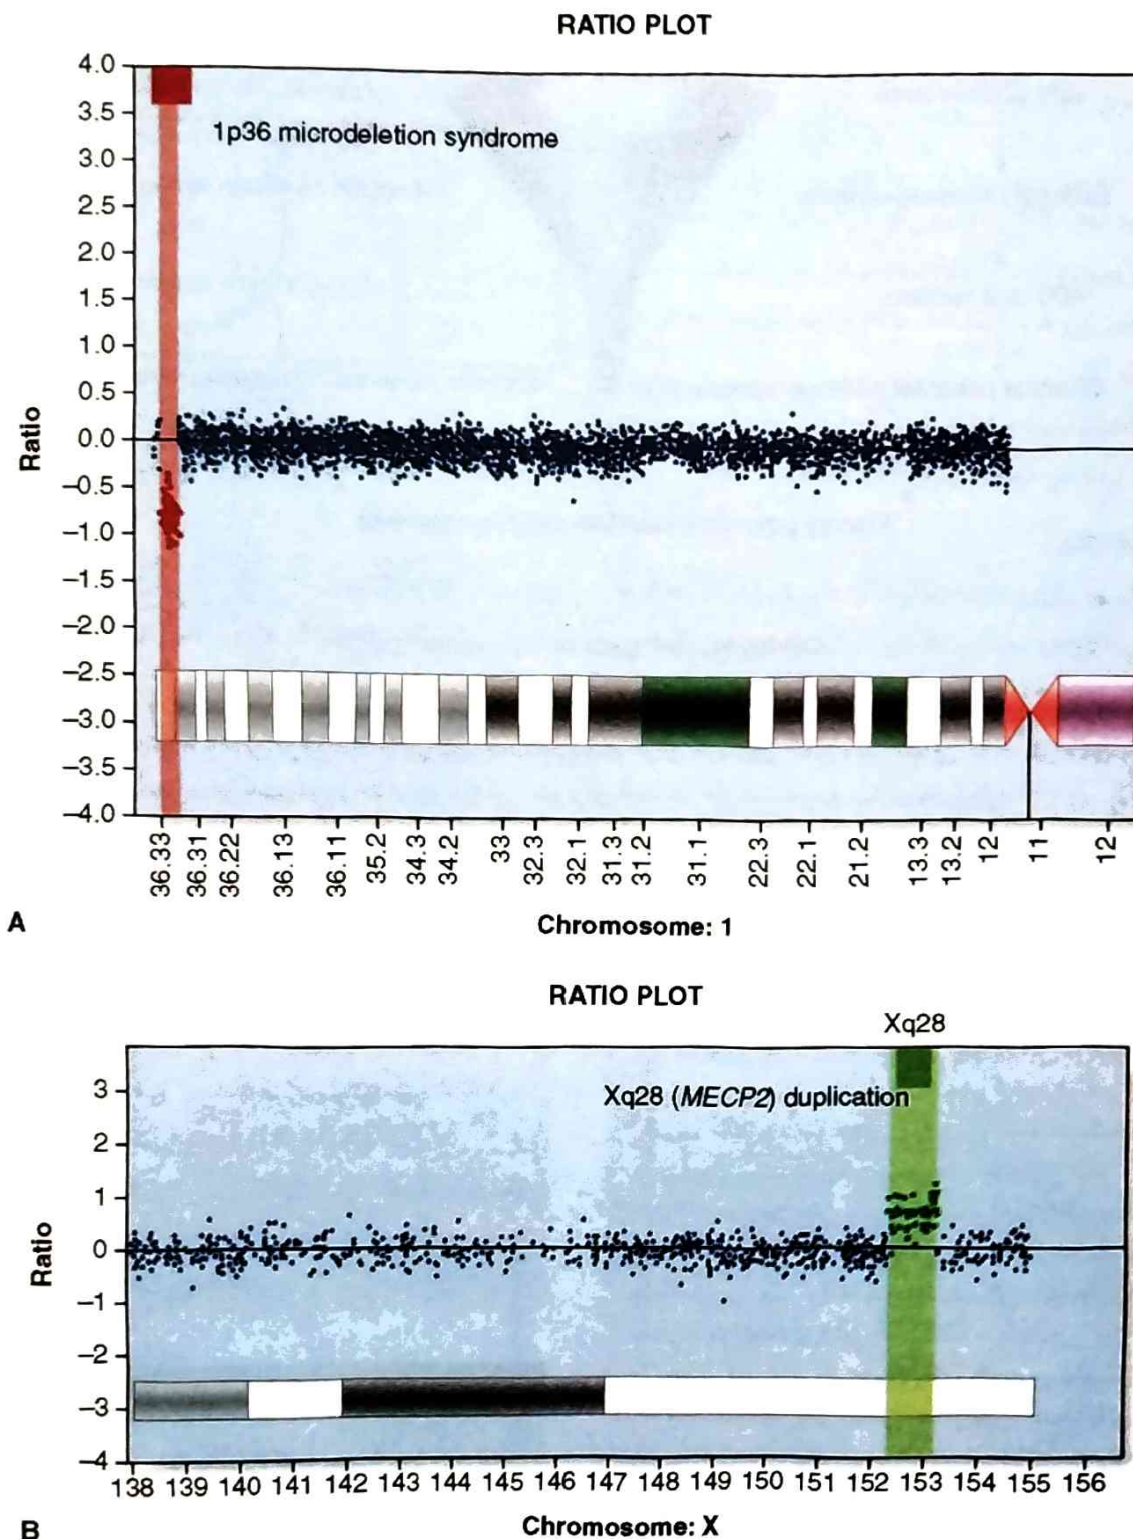 RATIO PLOT
4.0
3.5
1p36 microdeletion syndrome
3.0
2.5
2.0
1.5
1.0
0.5
Ratio
0.0
−0.5
−1.0
−1.5
−2.0
−2.5
−3.0
−3.5
−4.0
36.33 36.31 36.22 36.13 36.11 35.2 34.3 34.2 33 32.3 32.1 31.3 31.2 31.1 22.3 22.1 21.2 13.3 13.2 12 11 12
A
Chromosome: 1
RATIO PLOT
Xq28
3
Xq28 (MECP2) duplication
2
1
Ratio
0
−1
−2
−3
−4
138 139 140 141 142 143 144 145 146 147 148 149 150 151 152 153 154 155 156
B
Chromosome: X